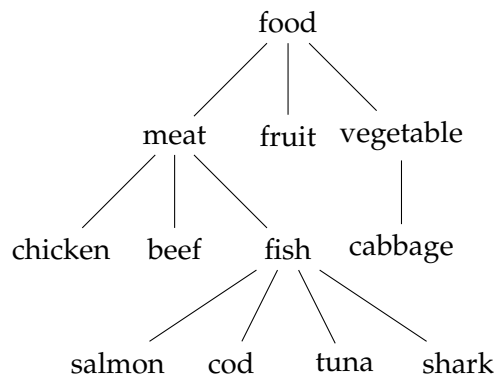 food
meat fruit vegetable
chicken beef fish cabbage
salmon cod tuna shark